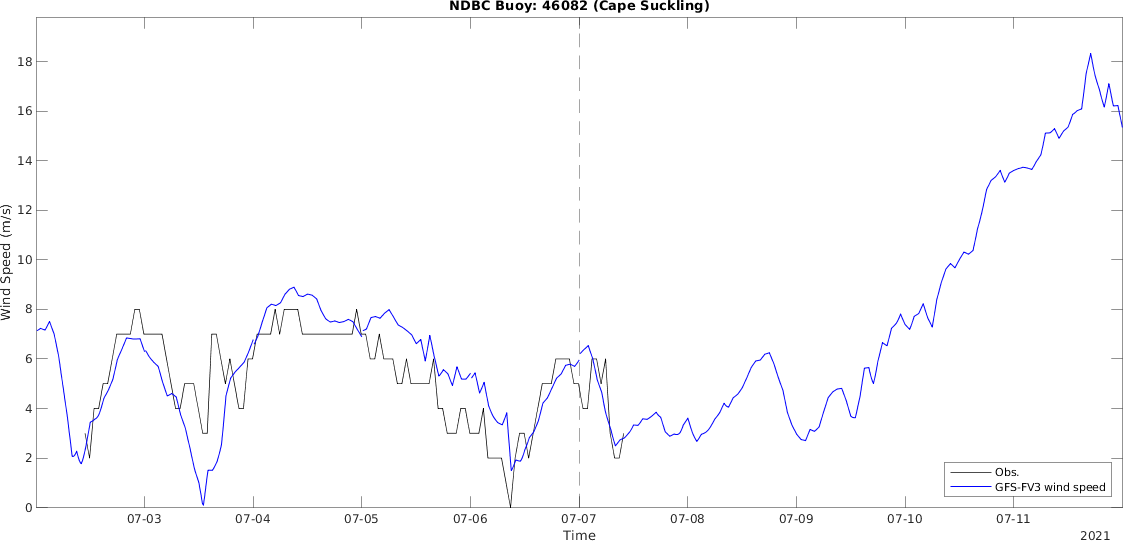 NDBC Buoy: 46082 (Cape Suckling)
Wind Speed (m/s)
18
16
14
12
10
8
6
4
2
0
07-03 07-04 07-05 07-06 07-07 07-08 07-09 07-10 07-11
Time
2021
Obs.
GFS-FV3 wind speed